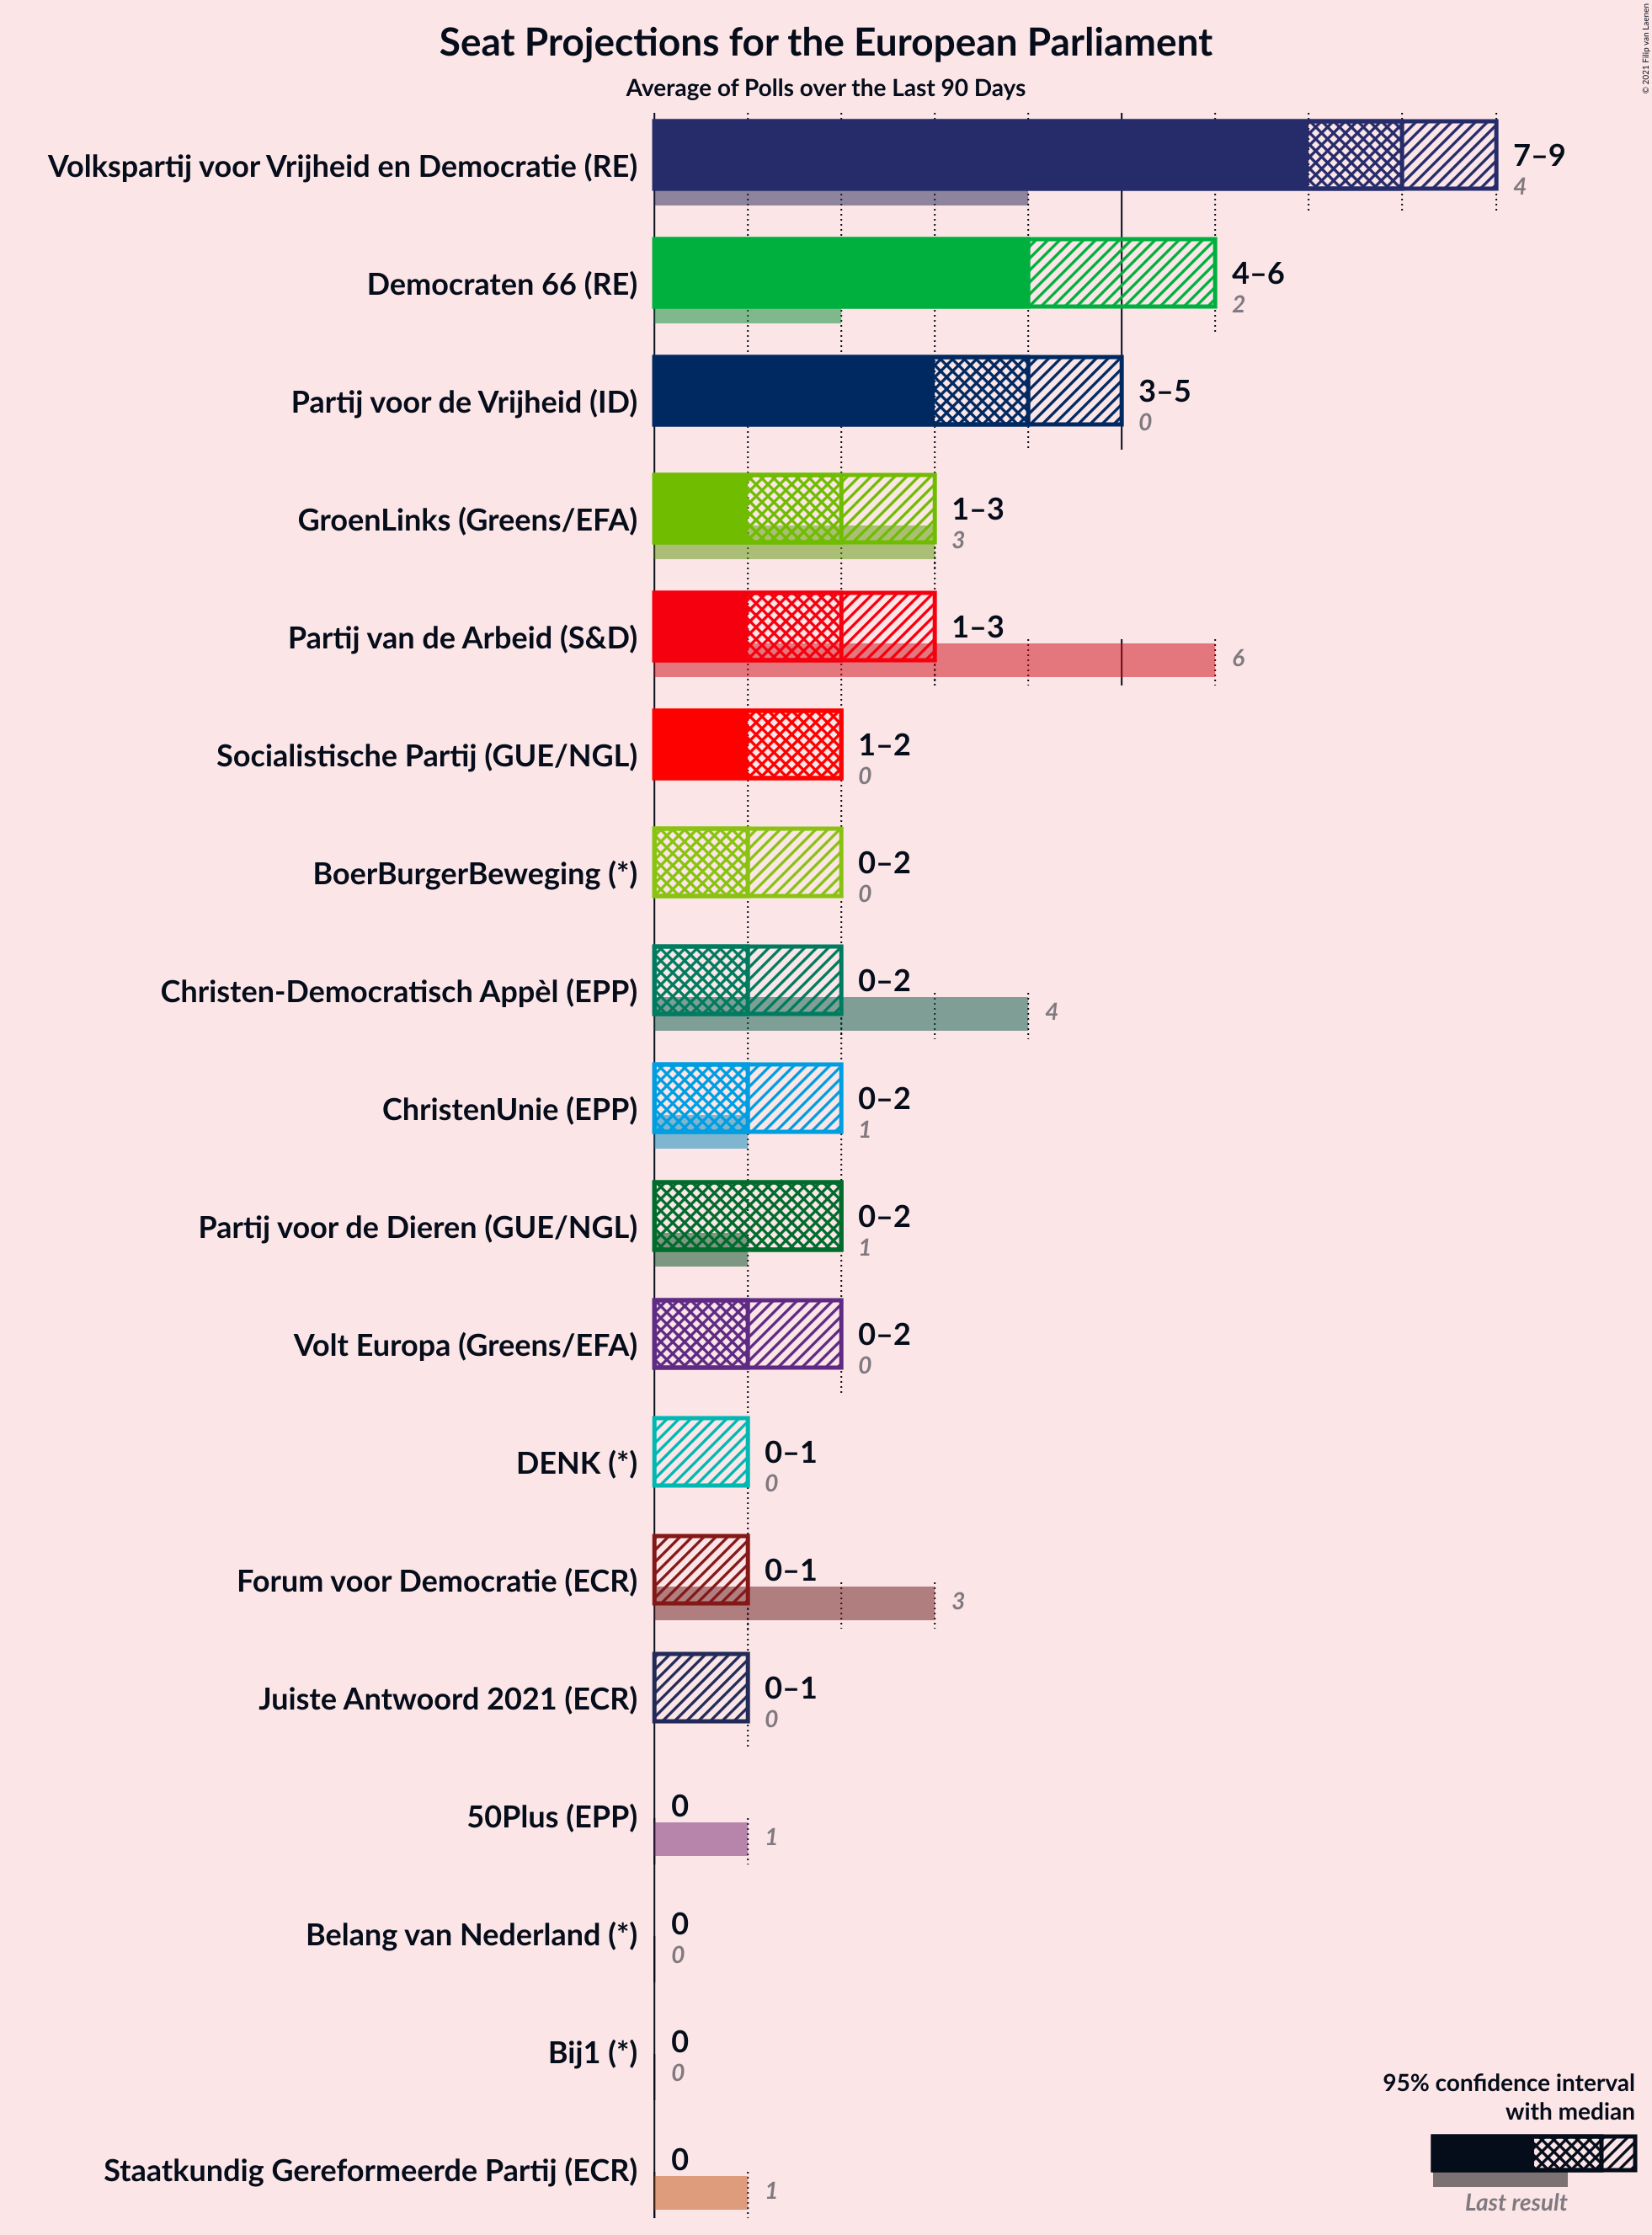 Seat Projections for the European Parliament
Average of Polls over the Last 90 Days
© 2021 Filip van Laenen
Volkspartij voor Vrijheid en Democratie (RE)
7–9
4
Democraten 66 (RE)
4–6
2
Partij voor de Vrijheid (ID)
3–5
0
GroenLinks (Greens/EFA)
1–3
3
Partij van de Arbeid (S&D)
1–3
6
Socialistische Partij (GUE/NGL)
1–2
0
BoerBurgerBeweging (*)
0–2
0
Christen-Democratisch Appèl (EPP)
0–2
4
ChristenUnie (EPP)
0–2
1
Partij voor de Dieren (GUE/NGL)
0–2
1
Volt Europa (Greens/EFA)
0–2
0
DENK (*)
0–1
0
Forum voor Democratie (ECR)
0–1
3
Juiste Antwoord 2021 (ECR)
0–1
0
50Plus (EPP)
0
1
Belang van Nederland (*)
0
0
Bij1 (*)
0
0
Staatkundig Gereformeerde Partij (ECR)
0
1
95% confidence interval
with median
Last result